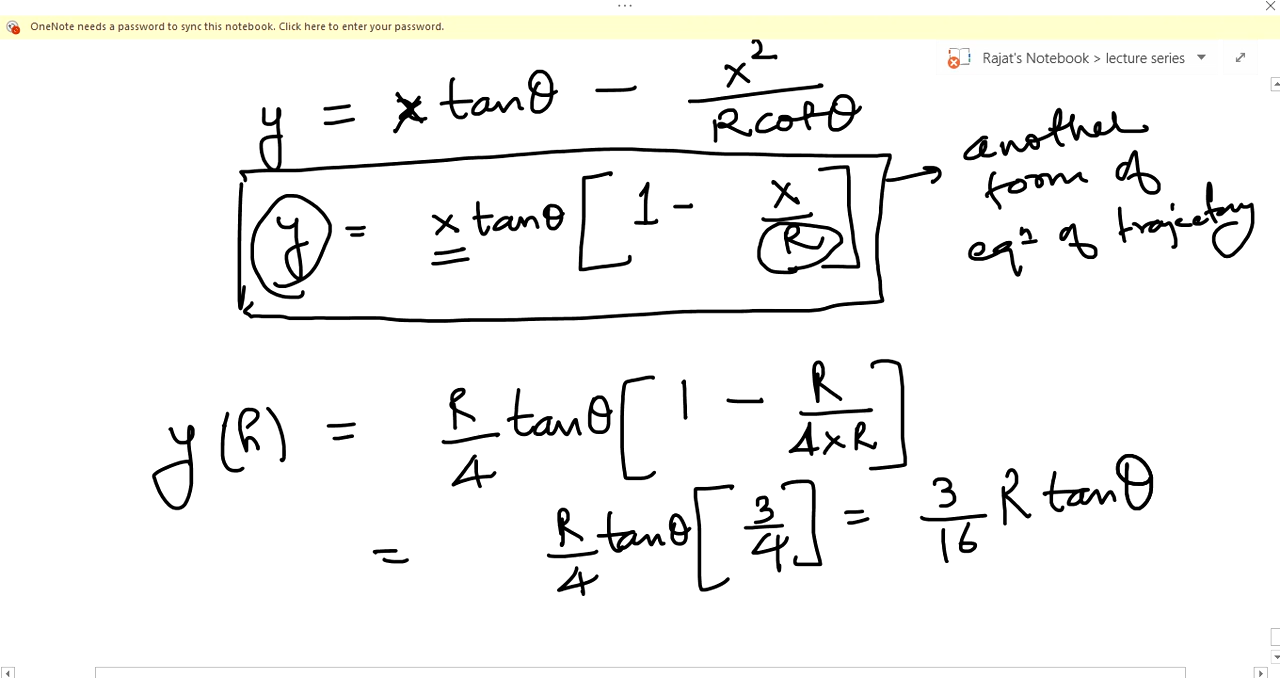 OneNote needs a password to sync this notebook. Click here to enter your password.
Rajat's Notebook > lecture series
y = x tanθ - x²/(R cotθ)
y = x tanθ [1 - x/R] → another form of eqⁿ of trajectory
y(h) = R/4 tanθ [1 - R/(4×R)]
= R/4 tanθ [3/4] = 3/16 R tanθ